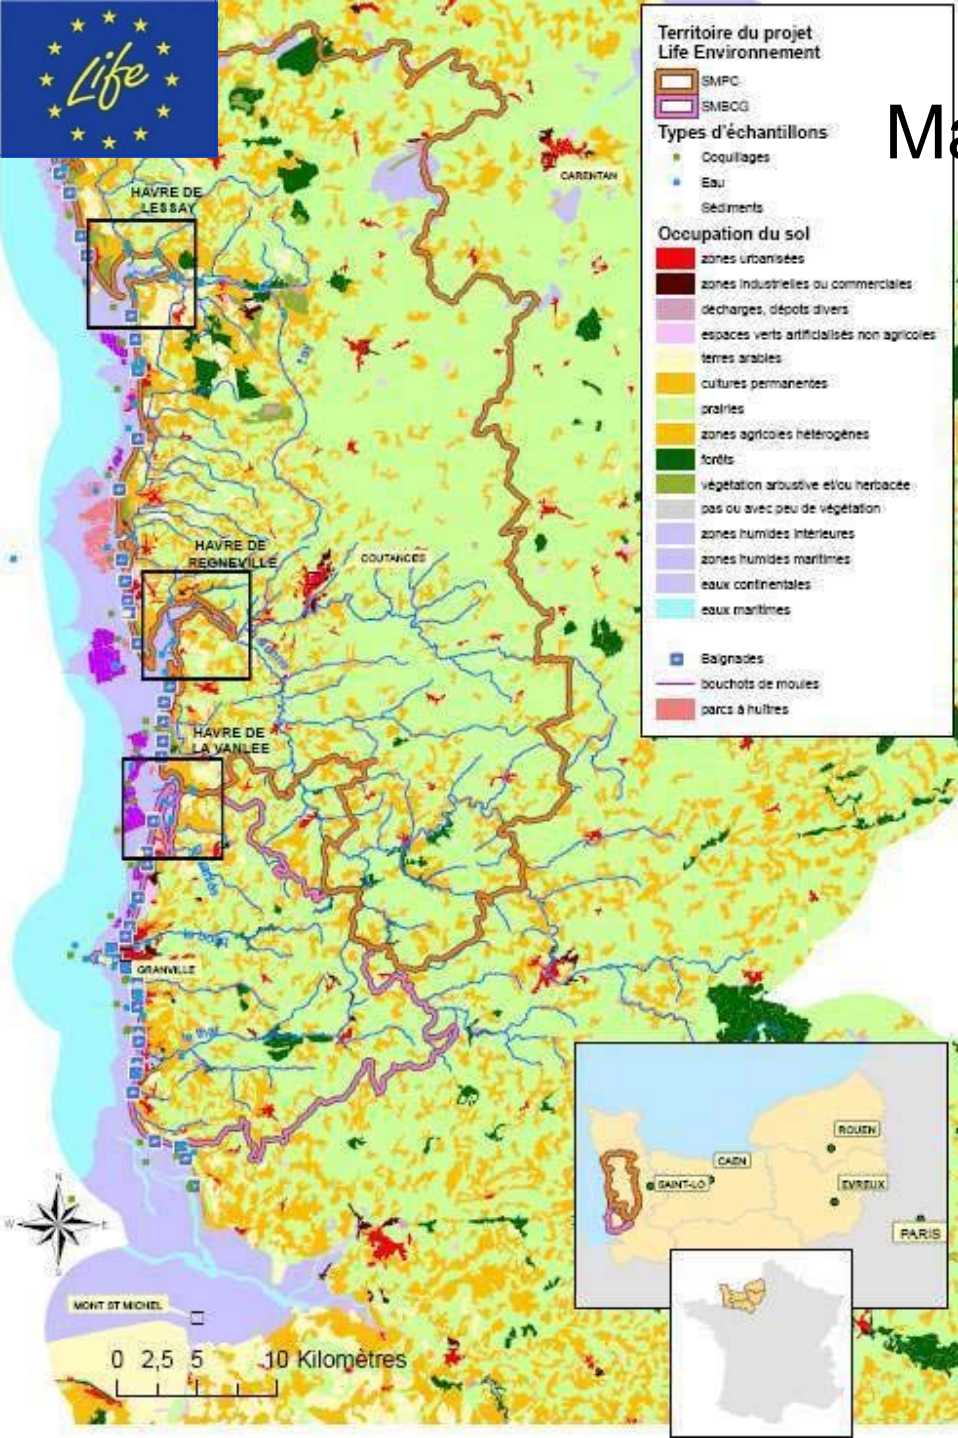 Life
Territoire du projet
Life Environnement
SMPC
SMBCG
Types d'échantillons
Coquillages
Eau
Sédiments
Occupation du sol
zones urbanisées
zones industrielles ou commerciales
décharges, dépôts divers
espaces verts artificialisés non agricoles
terres arables
cultures permanentes
prairies
zones agricoles hétérogènes
forêts
végétation arbustive et/ou herbacée
pas ou avec peu de végétation
zones humides intérieures
zones humides maritimes
eaux continentales
eaux maritimes
Baignades
bouchots de moules
parcs à huîtres
Ma
CARENTAN
HAVRE DE
LESSAY
HAVRE DE
REGNEVILLE
COUTANCES
HAVRE DE
LA VANLEE
GRANVILLE
le thar
ROUEN
CAEN
SAINT-LO
EVREUX
PARIS
N
W
E
S
MONT ST MICHEL
0 2,5 5 10 Kilomètres